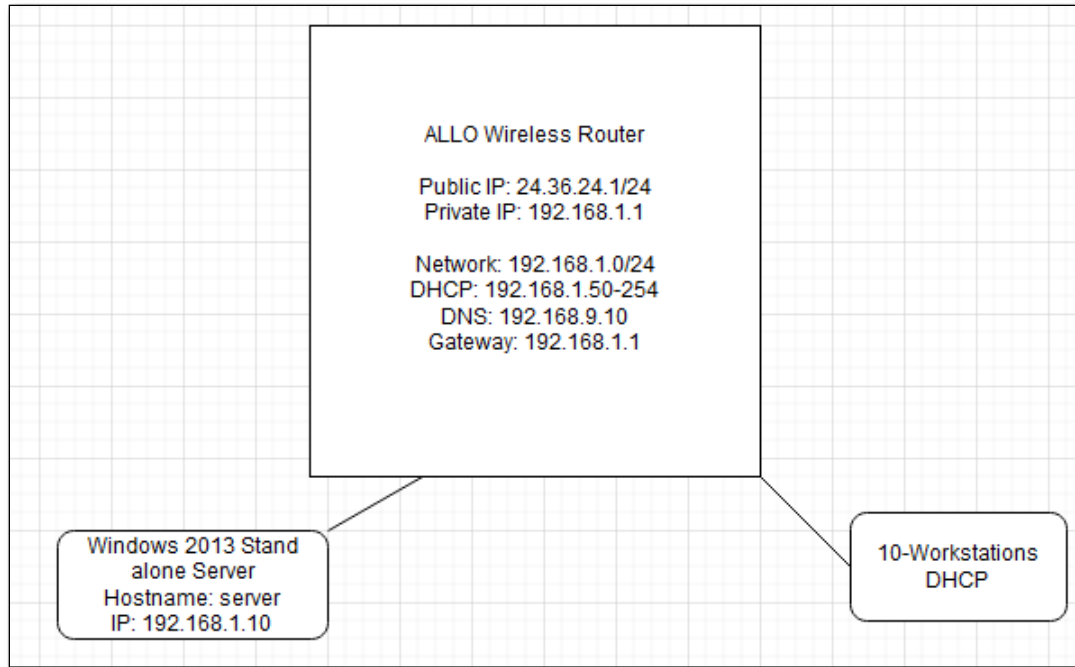 ALLO Wireless Router
Public IP: 24.36.24.1/24
Private IP: 192.168.1.1
Network: 192.168.1.0/24
DHCP: 192.168.1.50-254
DNS: 192.168.9.10
Gateway: 192.168.1.1
Windows 2013 Stand
alone Server
Hostname: server
IP: 192.168.1.10
10-Workstations
DHCP